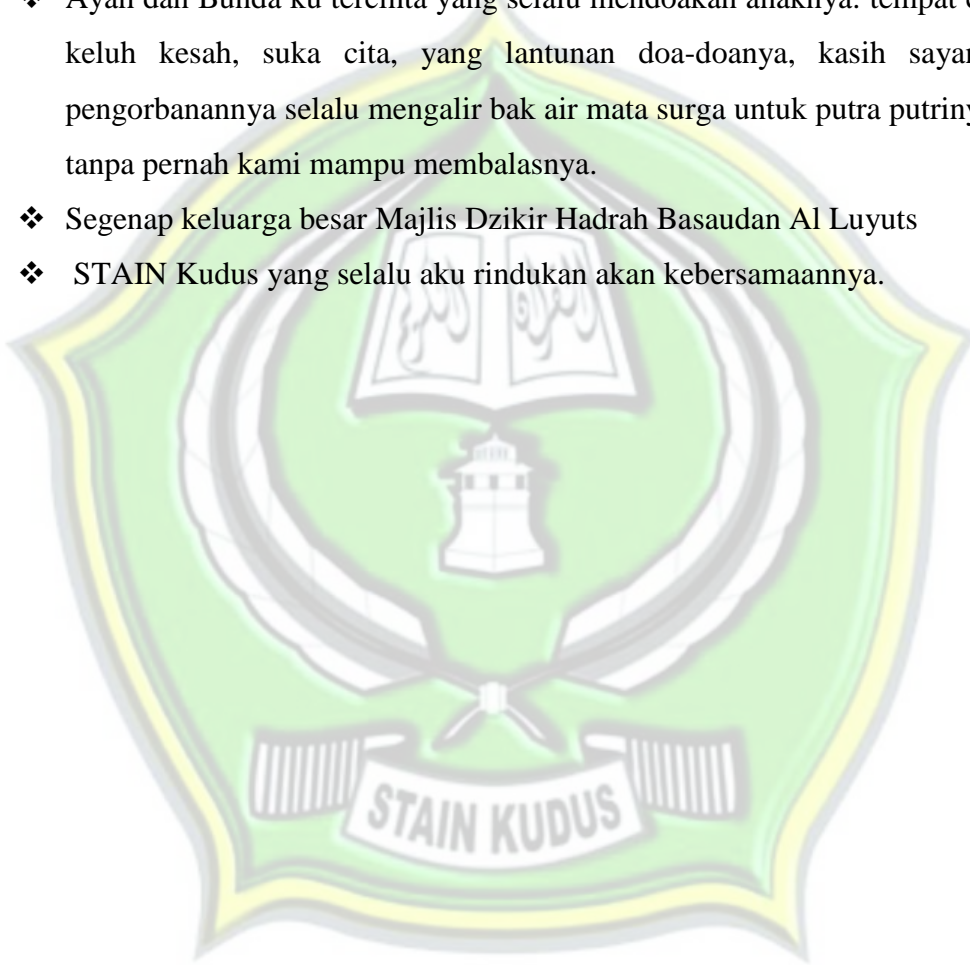 ❖ Ayah dan Bunda ku tercinta yang selalu mendoakan anaknya. tempat
keluh kesah, suka cita, yang lantunan doa-doanya, kasih
pengorbanannya selalu mengalir bak air mata surga untuk putra
tanpa pernah kami mampu membalasnya.
❖ Segenap keluarga besar Majlis Dzikir Hadrah Basaudan Al Luyuts
❖ STAIN Kudus yang selalu aku rindukan akan kebersamaannya.
STAIN KUDUS